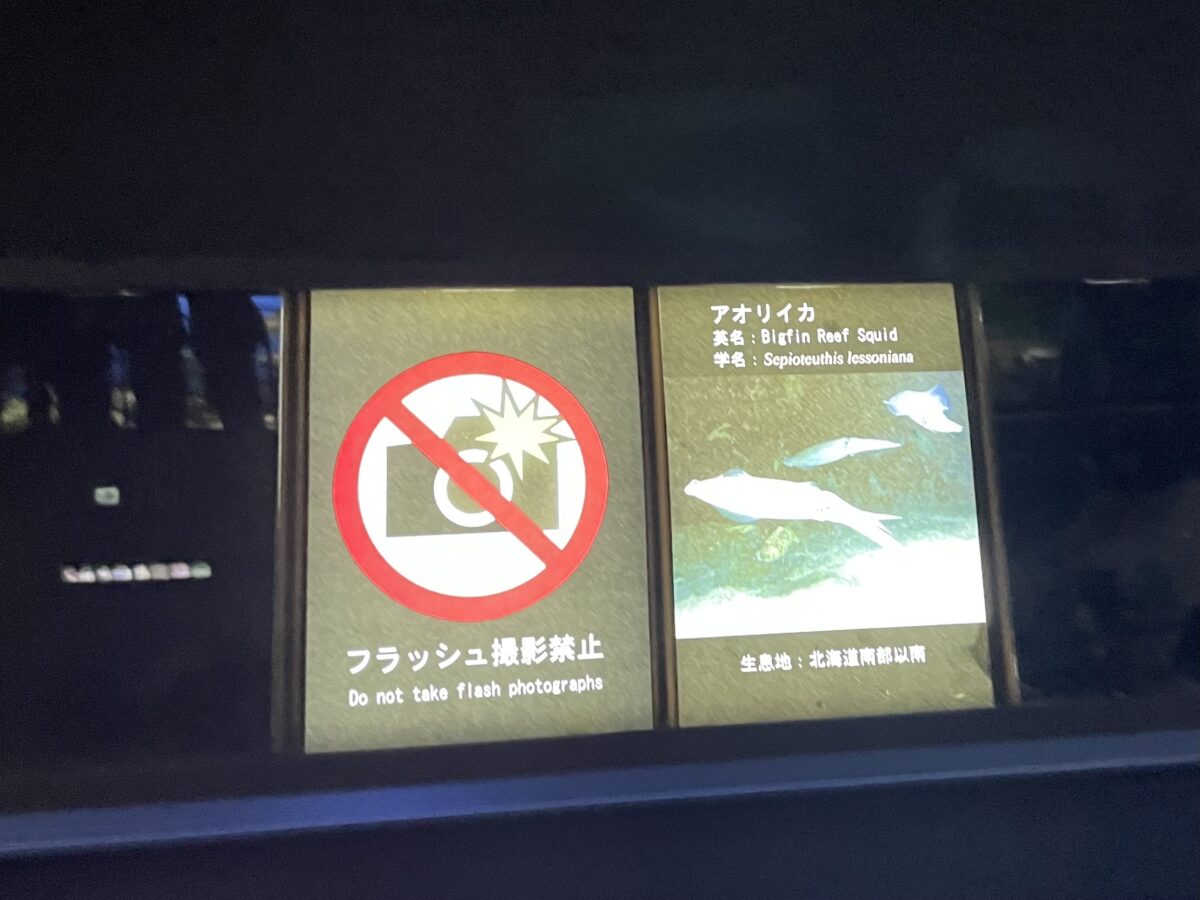 フラッシュ撮影禁止
Do not take flash photographs
アオリイカ
英名：Bigfin Reef Squid
学名：Sepioteuthis lessoniana
生息地：北海道南部以南